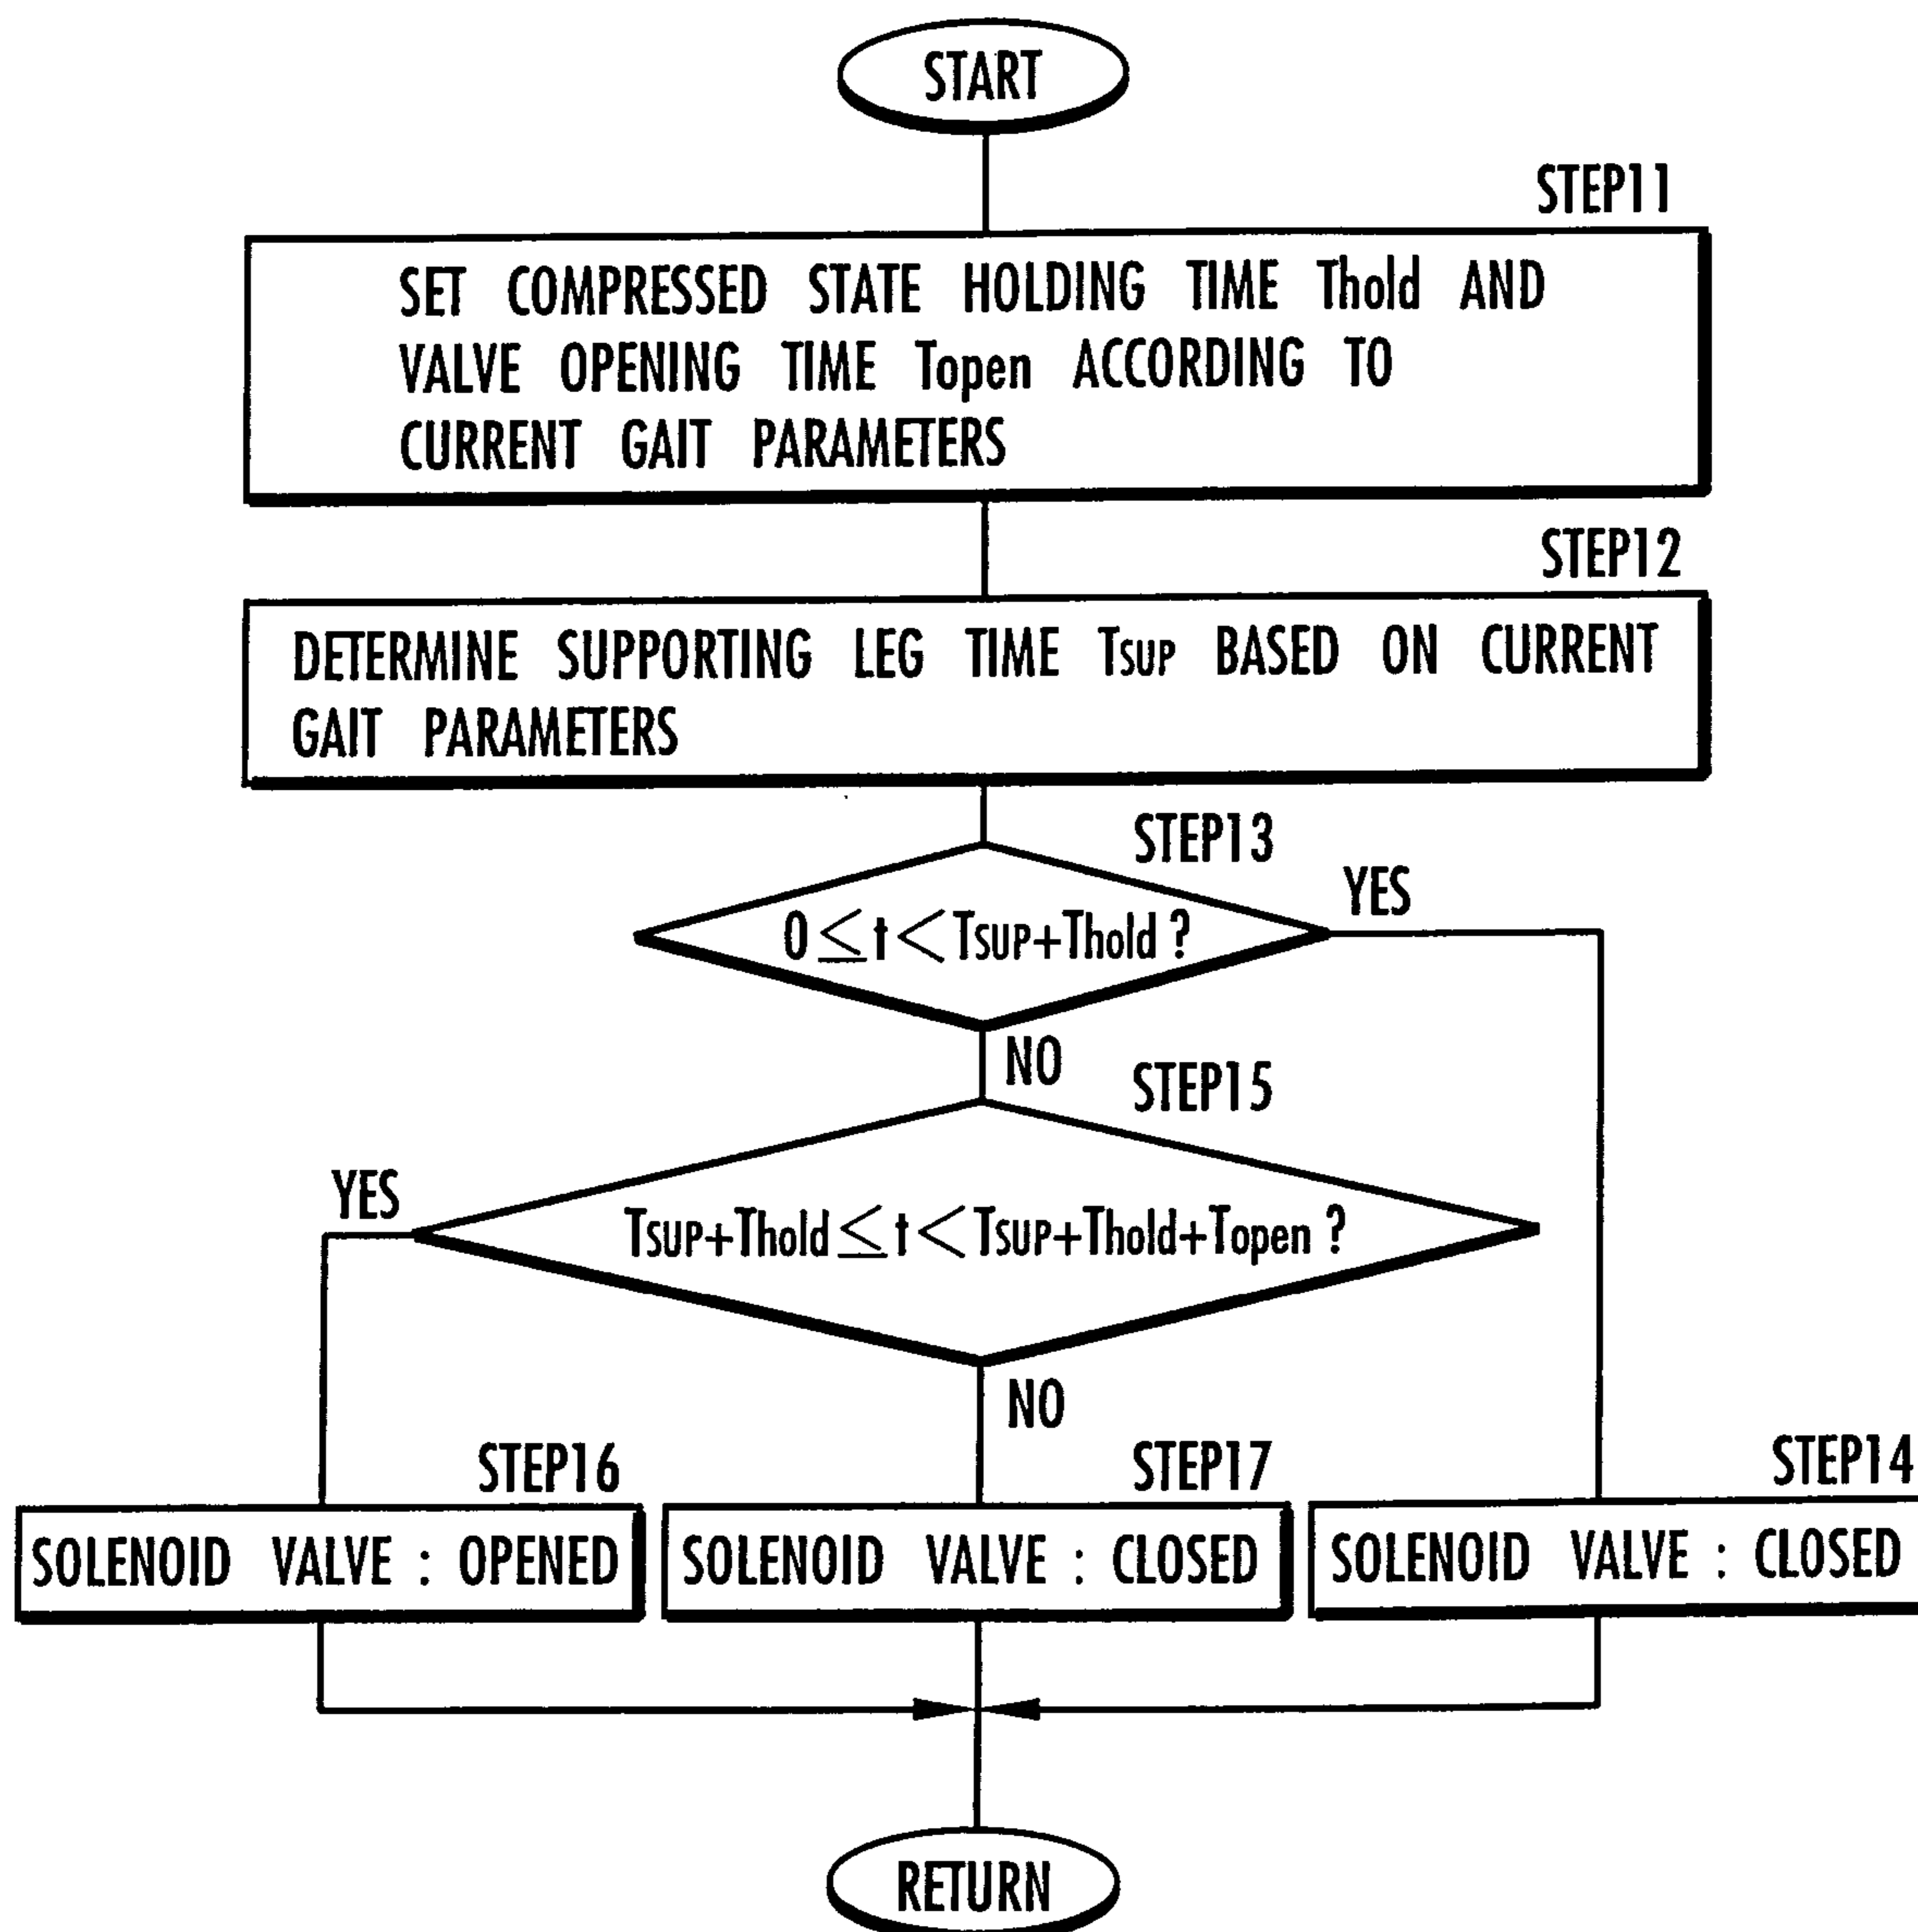 START
STEP11
SET COMPRESSED STATE HOLDING TIME Thold AND
VALVE OPENING TIME Topen ACCORDING TO
CURRENT GAIT PARAMETERS
STEP12
DETERMINE SUPPORTING LEG TIME TSUP BASED ON CURRENT
GAIT PARAMETERS
STEP13
0≦t<TSUP+Thold ?
YES
NO
STEP15
YES
TSUP+Thold≦t<TSUP+Thold+Topen ?
NO
STEP16
STEP17
STEP14
SOLENOID VALVE : OPENED
SOLENOID VALVE : CLOSED
SOLENOID VALVE : CLOSED
RETURN